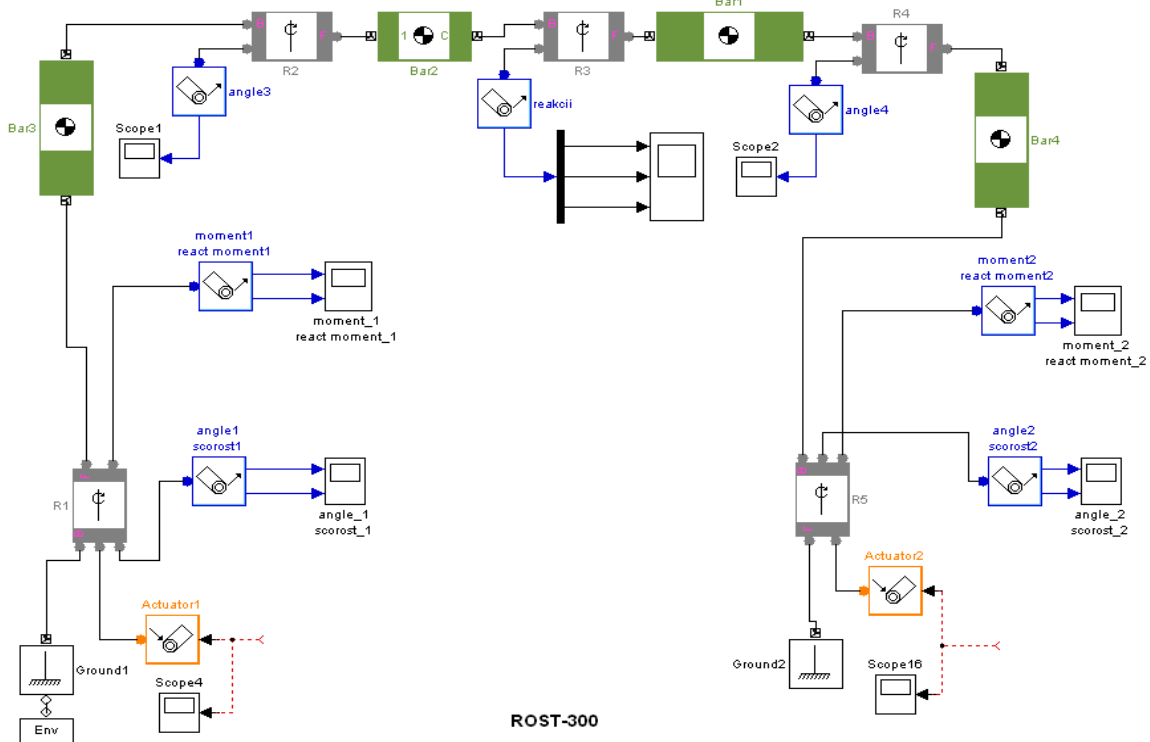 Bar1
R4
B
F
B
F
B
F
1
C
R2
Bar2
R3
angle3
reakcii
angle4
Bar3
Scope1
Scope2
Bar4
moment1
react moment1
moment_1
react moment_1
moment2
react moment2
moment_2
react moment_2
angle1
scorost1
angle_1
scorost_1
angle2
scorost2
angle_2
scorost_2
R1
B
B
R5
Actuator1
Actuator2
Ground1
Ground2
Scope4
Scope16
Env
ROST-300